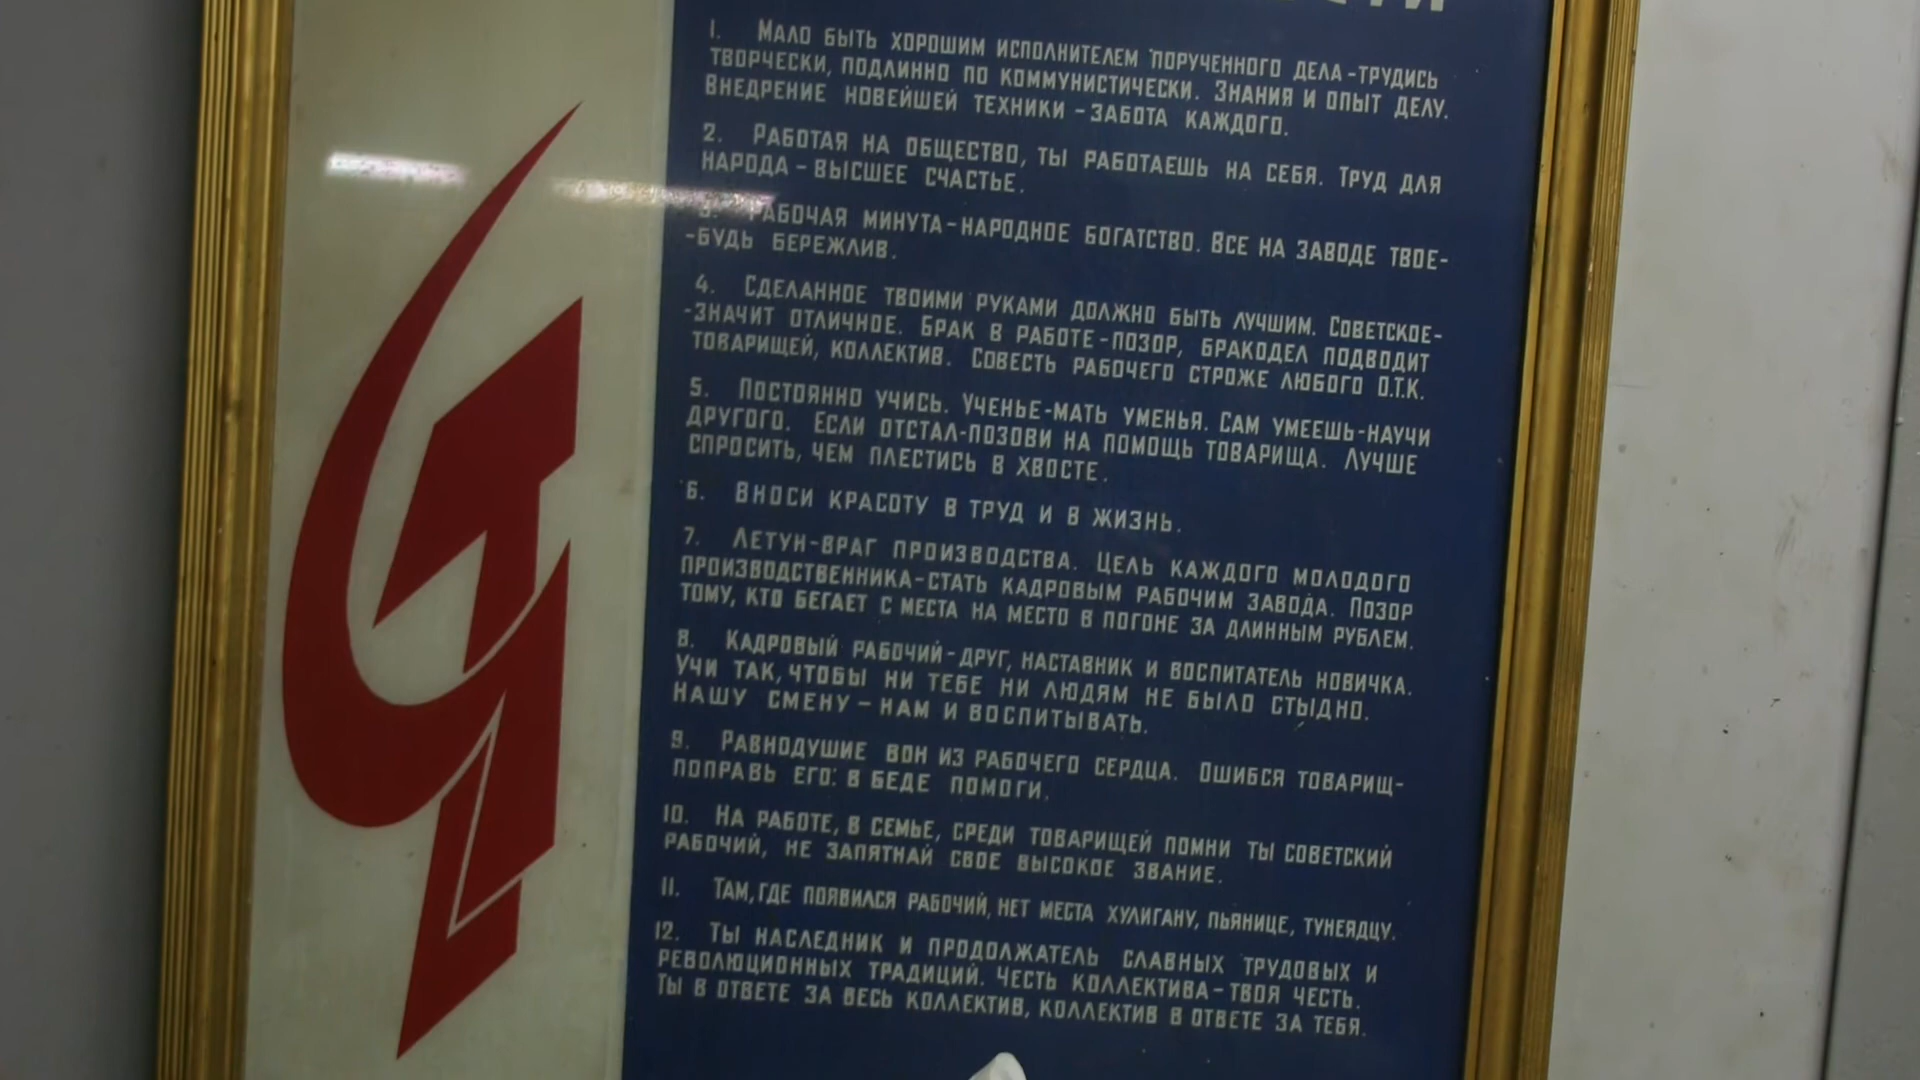 1. Мало быть хорошим исполнителем порученного дела-трудись
творчески, подлинно по коммунистически. Знания и опыт делу.
Внедрение новейшей техники-забота каждого.
2. Работая на общество, ты работаешь на себя. Труд для
народа-высшее счастье.
3. Рабочая минута-народное богатство. Все на заводе твое-
-будь бережлив.
4. Сделанное твоими руками должно быть лучшим. Советское-
-значит отличное. Брак в работе-позор, бракодел подводит
товарищей, коллектив. Совесть рабочего строже любого О.Т.К.
5. Постоянно учись. Ученье-мать уменья. Сам умеешь-научи
другого. Если отстал-позови на помощь товарища. Лучше
спросить, чем плестись в хвосте.
6. Вноси красоту в труд и в жизнь.
7. Летун-враг производства. Цель каждого молодого
производственника-стать кадровым рабочим завода. Позор
тому, кто бегает с места на место в погоне за длинным рублем.
8. Кадровый рабочий-друг, наставник и воспитатель новичка.
Учи так, чтобы ни тебе ни людям не было стыдно.
Нашу смену-нам и воспитывать.
9. Равнодушие вон из рабочего сердца. Ошибся товарищ-
поправь его: в беде помоги.
10. На работе, в семье, среди товарищей помни ты советский
рабочий, не запятнай свое высокое звание.
11. Там, где появился рабочий, нет места хулигану, пьянице, тунеядцу.
12. Ты наследник и продолжатель славных трудовых и
революционных традиций. Честь коллектива-твоя честь.
Ты в ответе за весь коллектив, коллектив в ответе за тебя.